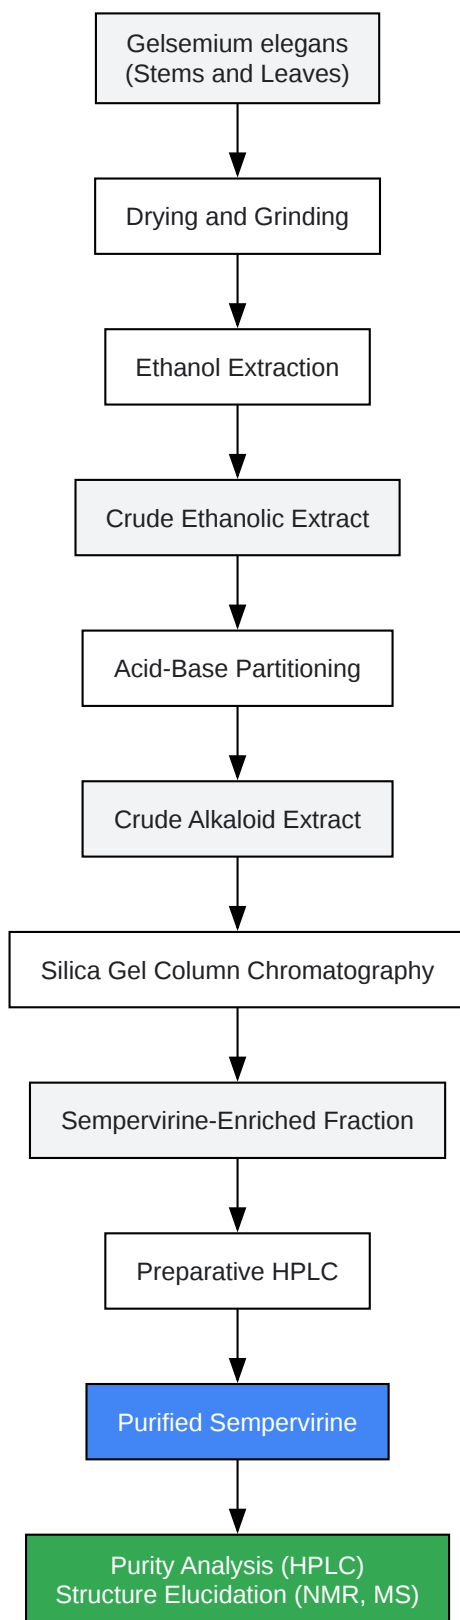 Gelsemium elegans
(Stems and Leaves)
Drying and Grinding
Ethanol Extraction
Crude Ethanolic Extract
Acid-Base Partitioning
Crude Alkaloid Extract
Silica Gel Column Chromatography
Sempervirine-Enriched Fraction
Preparative HPLC
Purified Sempervirine
Purity Analysis (HPLC)
Structure Elucidation (NMR, MS)